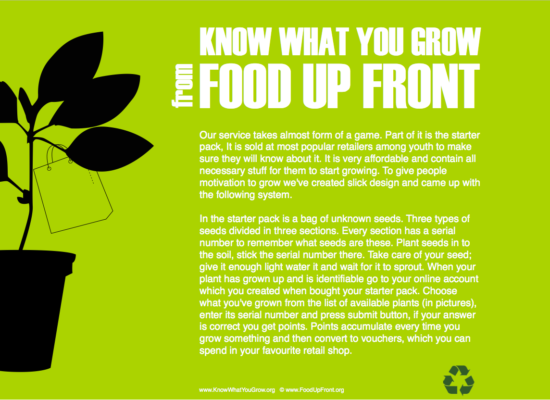 KNOW WHAT YOU GROW
from FOOD UP FRONT
Our service takes almost form of a game. Part of it is the starter
pack, It is sold at most popular retailers among youth to make
sure they will know about it. It is very affordable and contain all
necessary stuff for them to start growing. To give people
motivation to grow we've created slick design and came up with
the following system.
In the starter pack is a bag of unknown seeds. Three types of
seeds divided in three sections. Every section has a serial
number to remember what seeds are these. Plant seeds in to
the soil, stick the serial number there. Take care of your seed;
give it enough light water it and wait for it to sprout. When your
plant has grown up and is identifiable go to your online account
which you created when bought your starter pack. Choose
what you've grown from the list of available plants (in pictures),
enter its serial number and press submit button, if your answer
is correct you get points. Points accumulate every time you
grow something and then convert to vouchers, which you can
spend in your favourite retail shop.
www.KnowWhatYouGrow.org © www.FoodUpFront.org